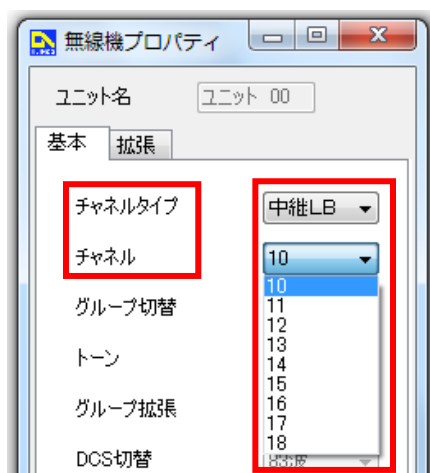 無線機プロパティ
ユニット名 ユニット 00
基本 拡張
チャネルタイプ 中継LB
チャネル 10
10
11
グループ切替
12
13
トーン
14
15
グループ拡張
16
17
18
DCS切替 83波